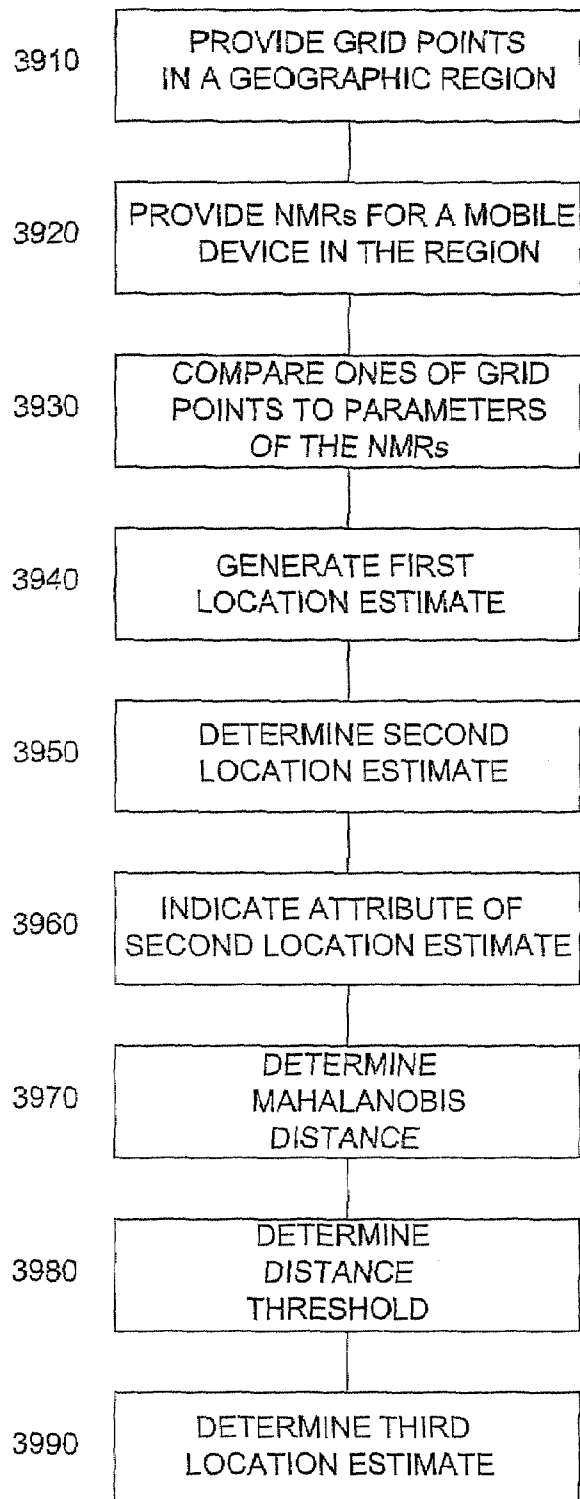 3910
PROVIDE GRID POINTS
IN A GEOGRAPHIC REGION
3920
PROVIDE NMRs FOR A MOBILE
DEVICE IN THE REGION
3930
COMPARE ONES OF GRID
POINTS TO PARAMETERS
OF THE NMRs
3940
GENERATE FIRST
LOCATION ESTIMATE
3950
DETERMINE SECOND
LOCATION ESTIMATE
3960
INDICATE ATTRIBUTE OF
SECOND LOCATION ESTIMATE
3970
DETERMINE
MAHALANOBIS
DISTANCE
3980
DETERMINE
DISTANCE
THRESHOLD
3990
DETERMINE THIRD
LOCATION ESTIMATE